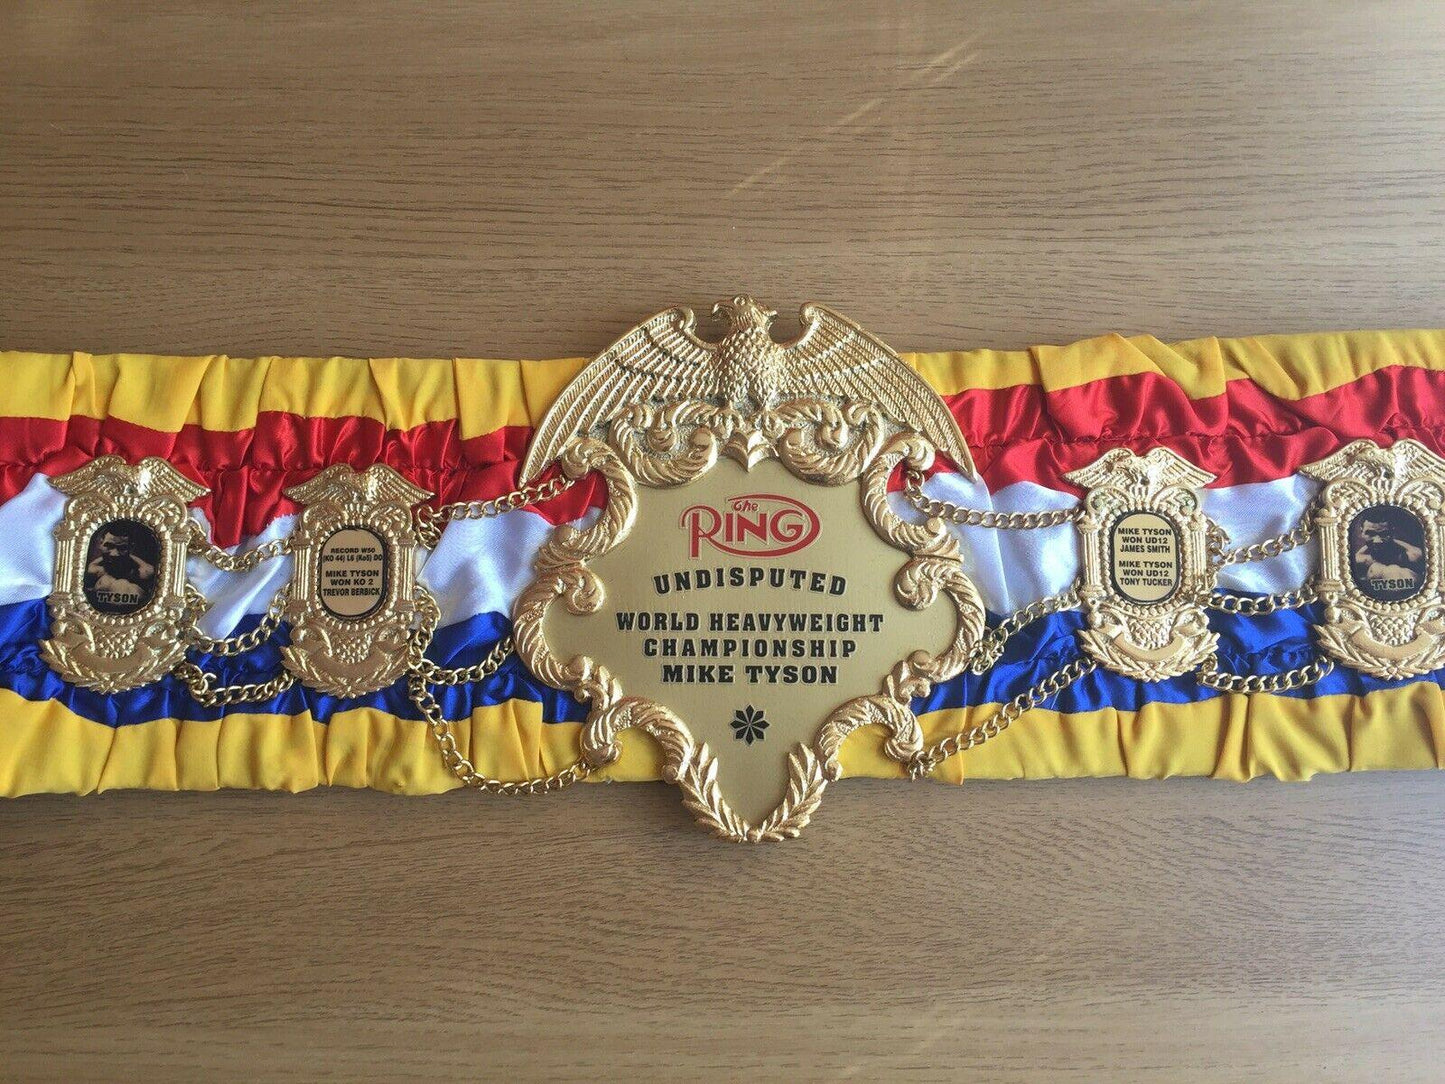 TYSON
RECORD W50
(KO 44) L6 (Ko5) D0
MIKE TYSON
WON KO 2
TREVOR BERBICK
The
RING
UNDISPUTED
WORLD HEAVYWEIGHT
CHAMPIONSHIP
MIKE TYSON
MIKE TYSON
WON UD12
JAMES SMITH
MIKE TYSON
WON UD12
TONY TUCKER
TYSON